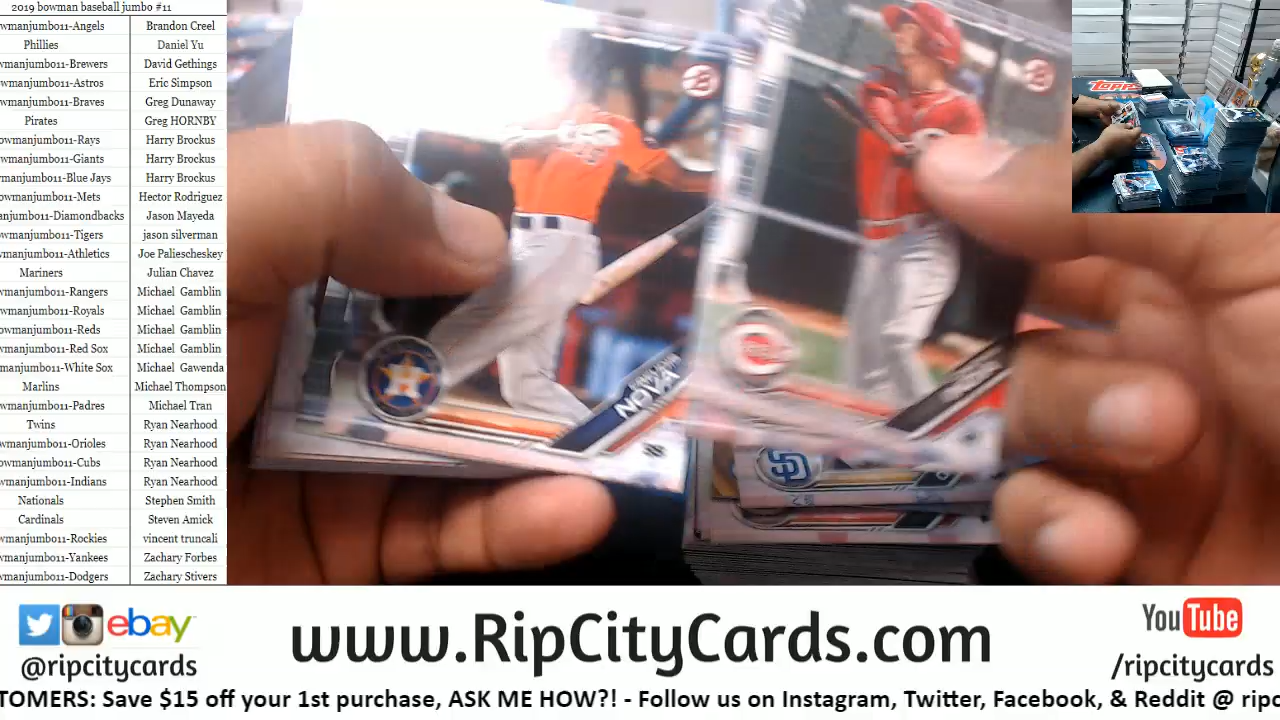 2019 bowman baseball jumbo #11
wmanjumbo11-Angels Brandon Creel
Phillies Daniel Yu
wmanjumbo11-Brewers David Gethings
wmanjumbo11-Astros Eric Simpson
wmanjumbo11-Braves Greg Dunaway
Pirates Greg HORNBY
owmanjumbo11-Rays Harry Brockus
wmanjumbo11-Giants Harry Brockus
manjumbo11-Blue Jays Harry Brockus
wmanjumbo11-Mets Hector Rodriguez
anjumbo11-Diamondbacks Jason Mayeda
wmanjumbo11-Tigers jason silverman
manjumbo11-Athletics Joe Paliescheskey
Mariners Julian Chavez
wmanjumbo11-Rangers Michael Gamblin
wmanjumbo11-Royals Michael Gamblin
owmanjumbo11-Reds Michael Gamblin
manjumbo11-Red Sox Michael Gamblin
manjumbo11-White Sox Michael Gawenda
Marlins Michael Thompson
wmanjumbo11-Padres Michael Tran
Twins Ryan Nearhood
wmanjumbo11-Orioles Ryan Nearhood
wmanjumbo11-Cubs Ryan Nearhood
wmanjumbo11-Indians Ryan Nearhood
Nationals Stephen Smith
Cardinals Steven Amick
wmanjumbo11-Rockies vincent truncali
wmanjumbo11-Yankees Zachary Forbes
wmanjumbo11-Dodgers Zachary Stivers
NOVA
SD
topps
ebay
@ripcitycards
www.RipCityCards.com
YouTube
/ripcitycards
TOMERS: Save $15 off your 1st purchase, ASK ME HOW?! - Follow us on Instagram, Twitter, Facebook, & Reddit @ ripc